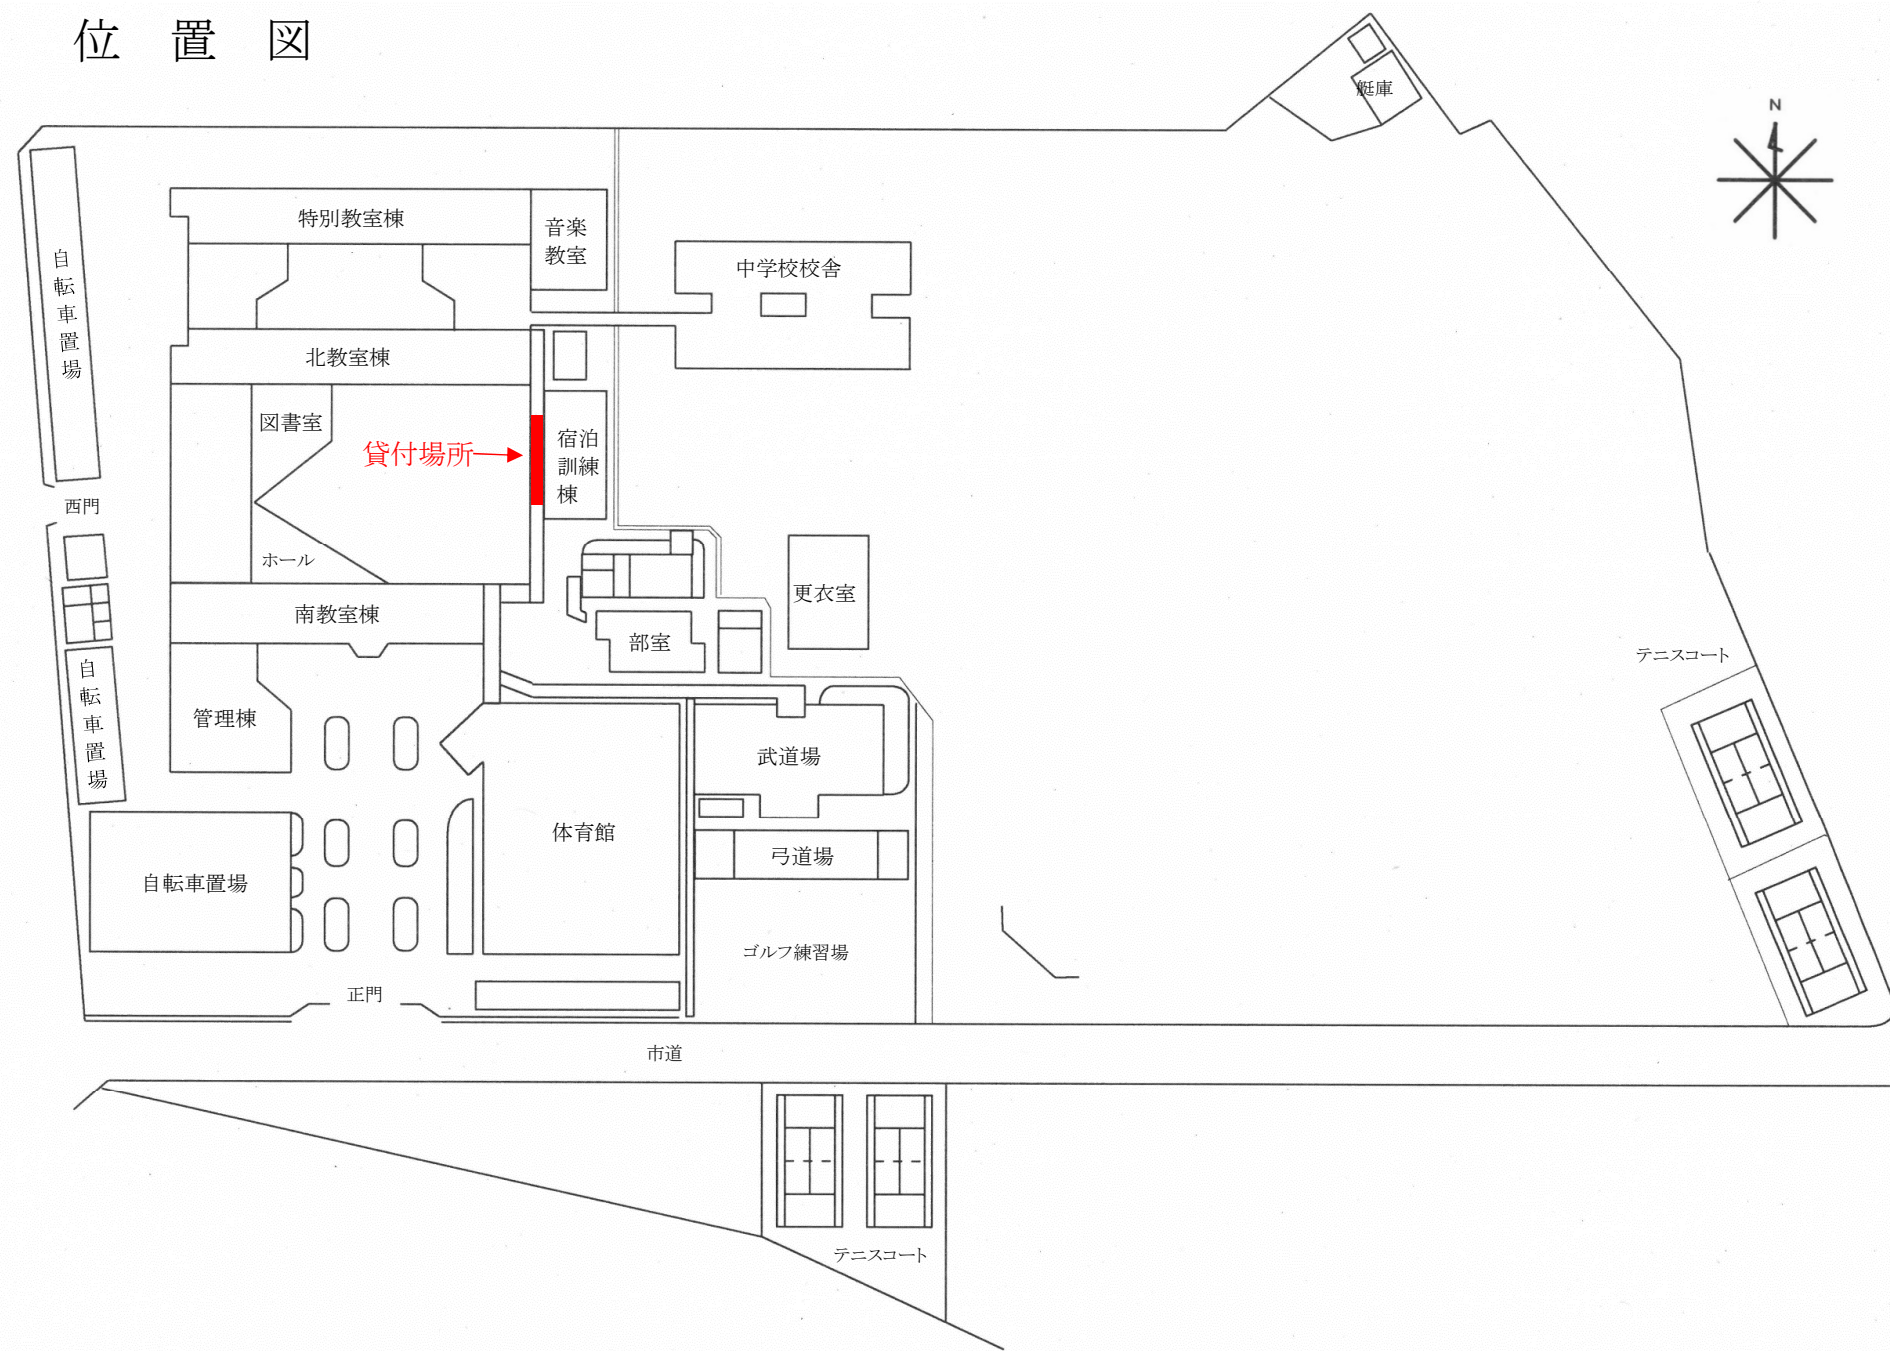 位置図
艇庫
N
特別教室棟
音楽
教室
自転車置場
中学校校舎
北教室棟
図書室
貸付場所
宿泊
訓練
棟
西門
ホール
更衣室
南教室棟
部室
テニスコート
自転車置場
管理棟
武道場
体育館
弓道場
自転車置場
ゴルフ練習場
正門
市道
テニスコート